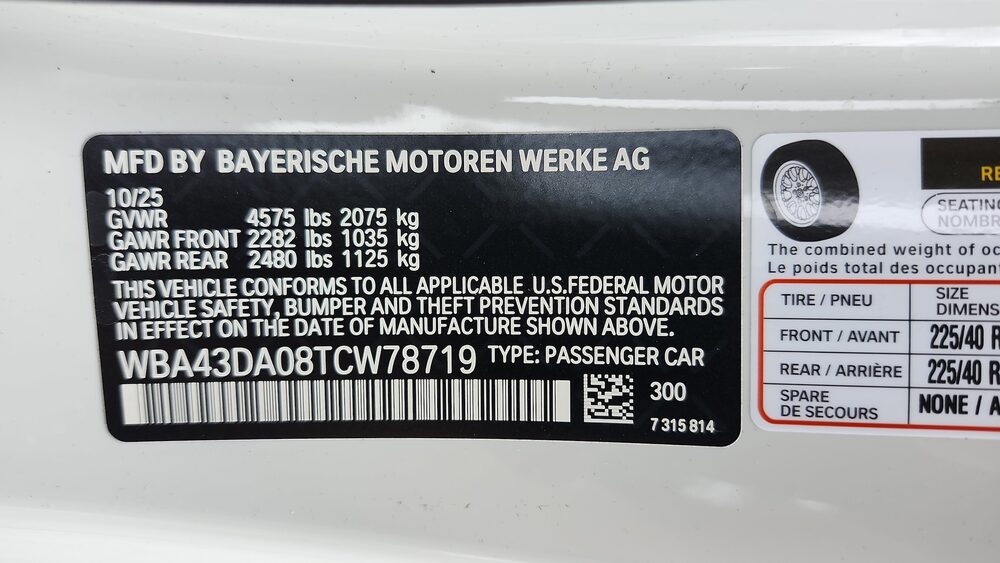 MFD BY BAYERISCHE MOTOREN WERKE AG
10/25
GVWR 4575 lbs 2075 kg
GAWR FRONT 2282 lbs 1035 kg
GAWR REAR 2480 lbs 1125 kg
THIS VEHICLE CONFORMS TO ALL APPLICABLE U.S.FEDERAL MOTOR
VEHICLE SAFETY, BUMPER AND THEFT PREVENTION STANDARDS
IN EFFECT ON THE DATE OF MANUFACTURE SHOWN ABOVE.
WBA43DA08TCW78719 TYPE: PASSENGER CAR
300
7 315 814
SEATING
The combined weight of
Le poids total des
TIRE / PNEU SIZE
FRONT / AVANT 225/40 R
REAR / ARRIÈRE 225/40 R
SPARE
DE SECOURS NONE /